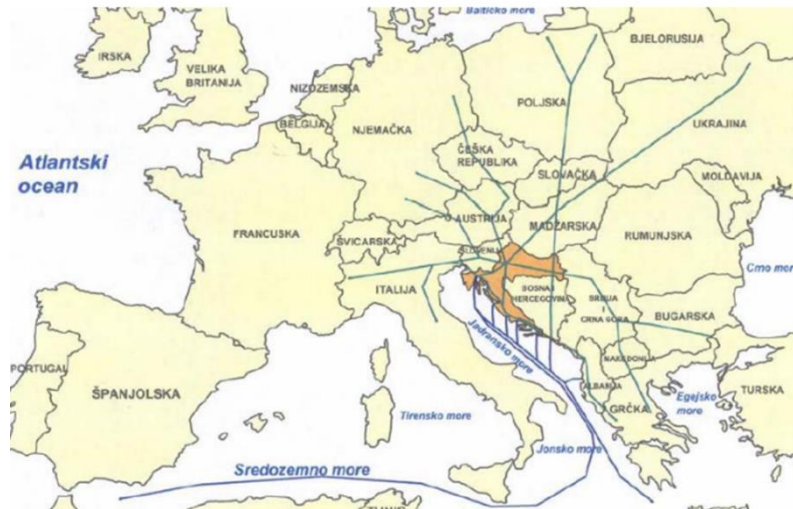 Baltičko more
IRSKA
VELIKA
BRITANIJA
NIZOZEMSKA
BELGIJA
NJEMAČKA
POLJSKA
BJELORUSIJA
UKRAJINA
ČEŠKA
REPUBLIKA
SLOVAČKA
MOLDAVIJA
Atlantski
ocean
FRANCUSKA
ŠVICARSKA
AUSTRIJA
MADŽARSKA
RUMUNJSKA
SLOVENIJA
ITALIJA
BOSNA I
HERCEGOVINA
SRBIJA
I
CRNA GORA
BUGARSKA
Crno more
Jadransko more
MAKEDONIJA
ALBANIJA
PORTUGAL
ŠPANJOLSKA
Tirensko more
GRČKA
Egejsko
more
TURSKA
Jonsko more
Sredozemno more